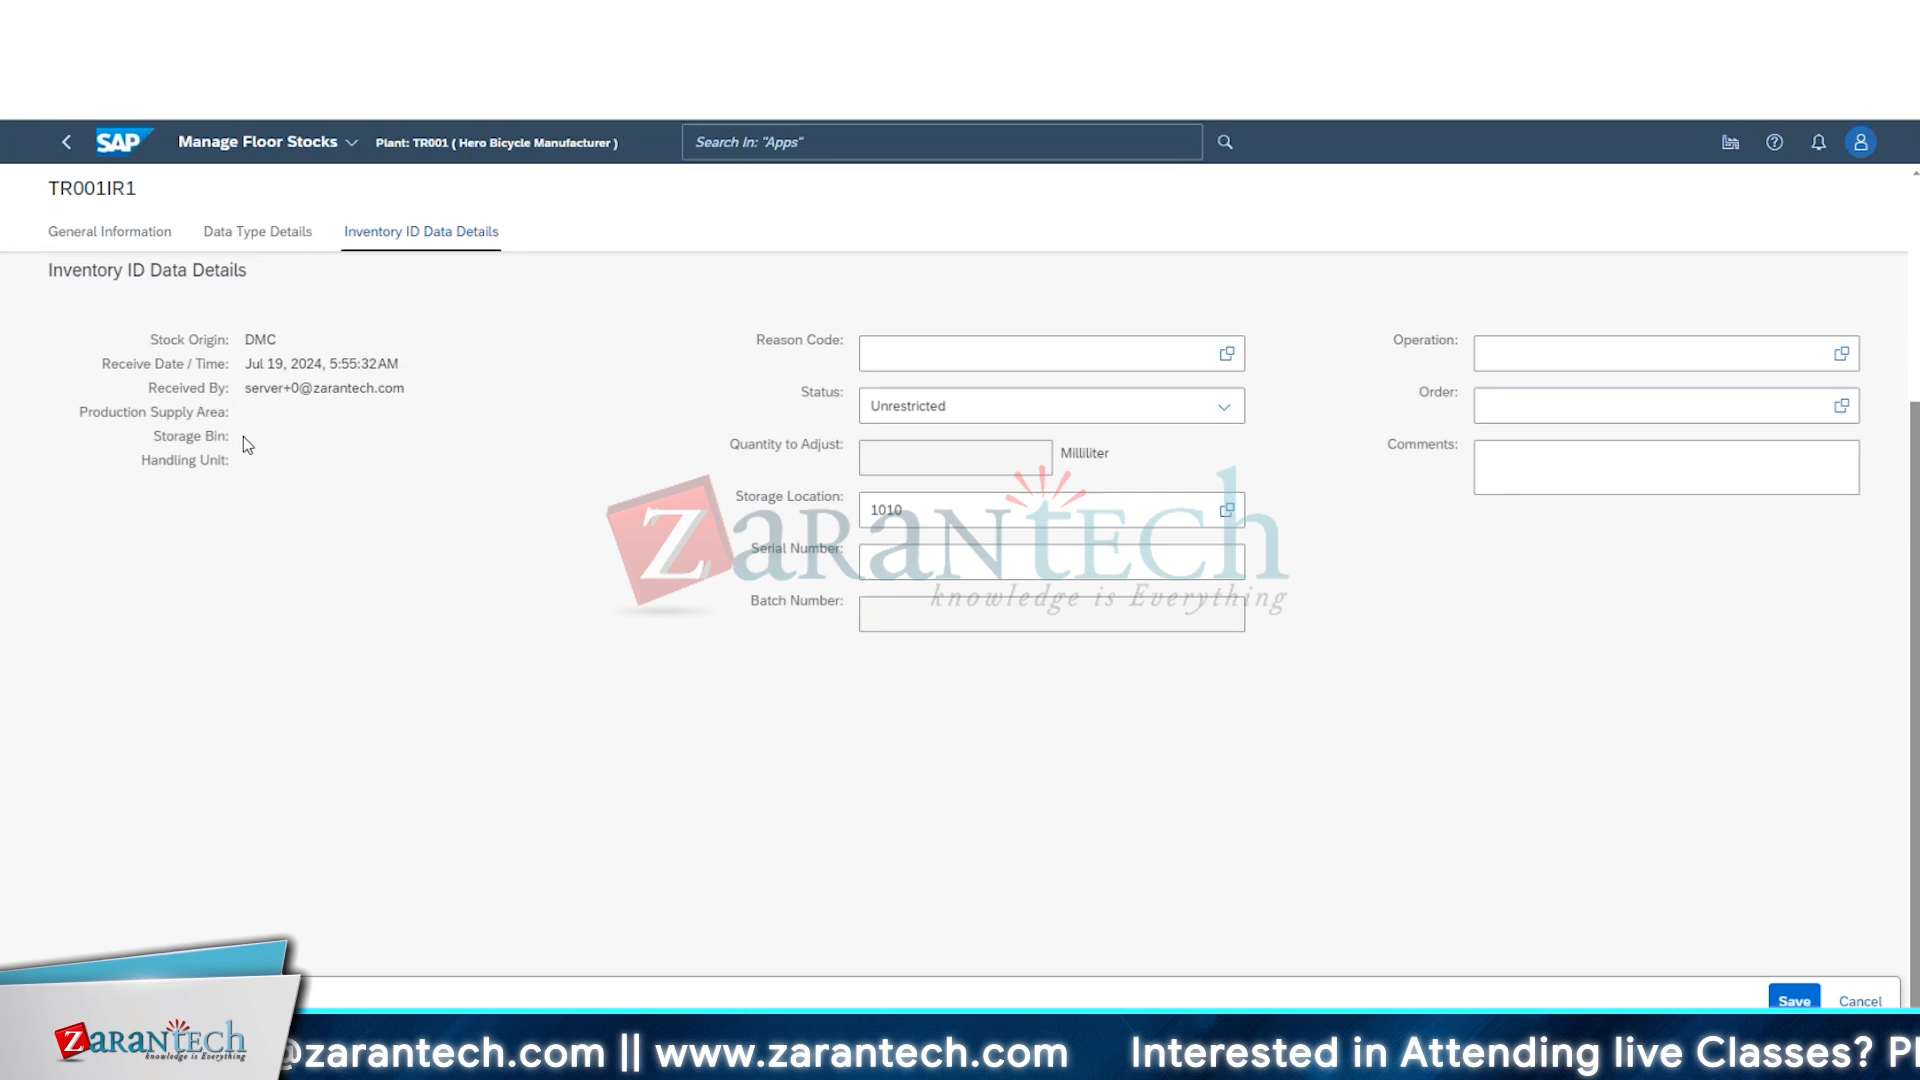 SAP
Manage Floor Stocks
Plant: TR001 ( Hero Bicycle Manufacturer )
Search In: "Apps"
TR001IR1
General Information
Data Type Details
Inventory ID Data Details
Inventory ID Data Details
Stock Origin: DMC
Receive Date / Time: Jul 19, 2024, 5:55:32 AM
Received By: server+0@zarantech.com
Production Supply Area:
Storage Bin:
Handling Unit:
Reason Code:
Status: Unrestricted
Quantity to Adjust: Milliliter
Storage Location: 1010
Serial Number:
Batch Number:
Operation:
Order:
Comments:
ZaranTech
knowledge is Everything
Save
Cancel
ZaranTech
knowledge is Everything
@zarantech.com || www.zarantech.com Interested in Attending live Classes? Pl